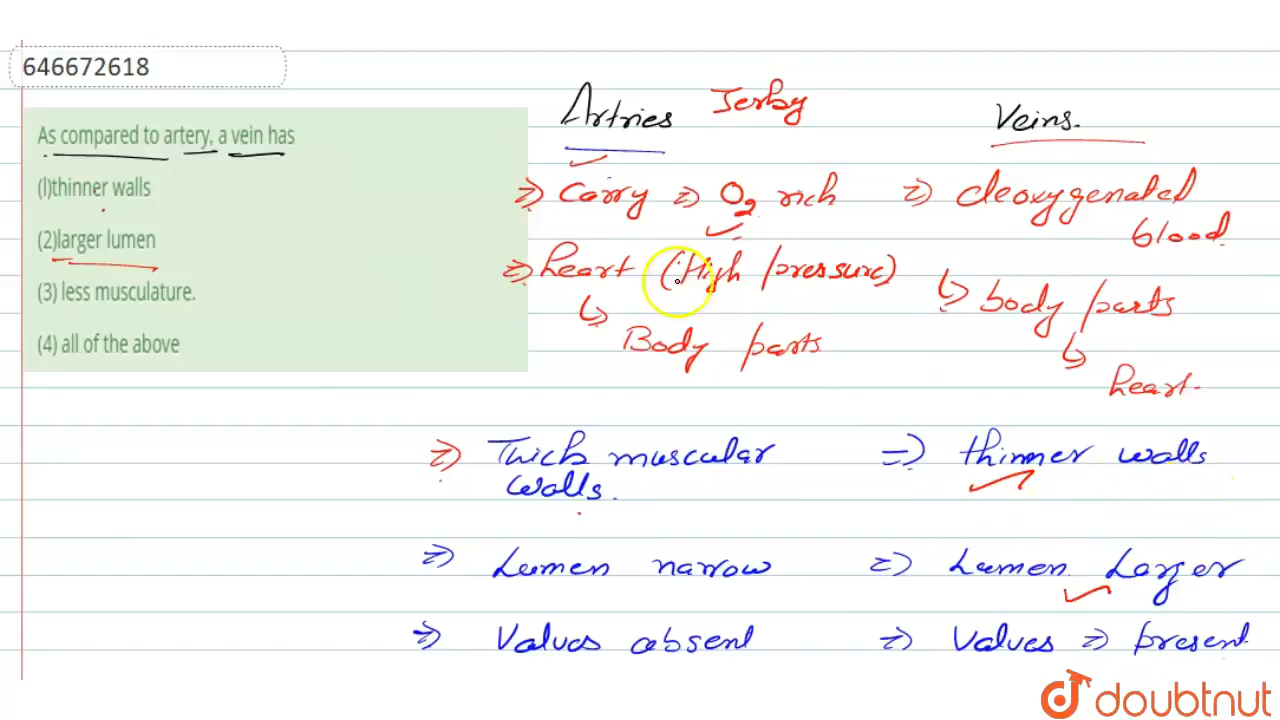 646672618
As compared to artery, a vein has
(l)thinner walls
(2)larger lumen
(3) less musculature.
(4) all of the above
Artries Jerky
⇒ Carry ⇒ O2 rich
⇒ heart (High pressure)
↳ Body parts
⇒ Thick muscular
walls.
⇒ Lumen narrow
⇒ Valves absent
Veins.
⇒ deoxygenated
blood
↳ body parts
↳ heart.
⇒ thinner walls
⇒ Lumen Larger
⇒ Valves ⇒ present
doubtnut